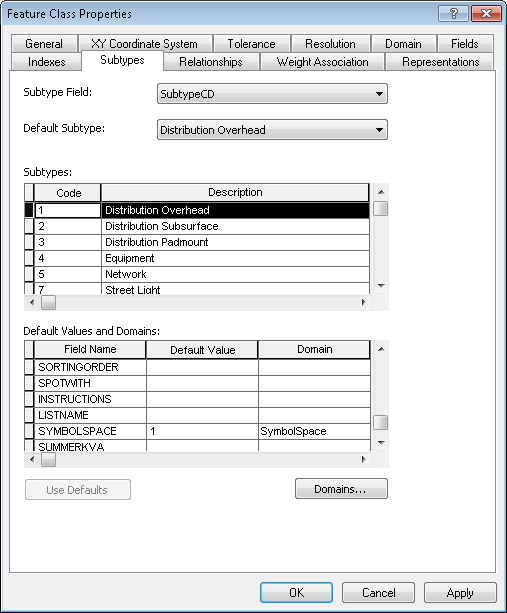 Feature Class Properties
General XY Coordinate System Tolerance Resolution Domain Fields
Indexes Subtypes Relationships Weight Association Representations
Subtype Field: SubtypeCD
Default Subtype: Distribution Overhead
Subtypes:
Code Description
1 Distribution Overhead
2 Distribution Subsurface
3 Distribution Padmount
4 Equipment
5 Network
7 Street Light
Default Values and Domains:
Field Name Default Value Domain
SORTINGORDER
SPOTWITH
INSTRUCTIONS
LISTNAME
SYMBOLSPACE 1 SymbolSpace
SUMMERKVA
Use Defaults Domains...
OK Cancel Apply